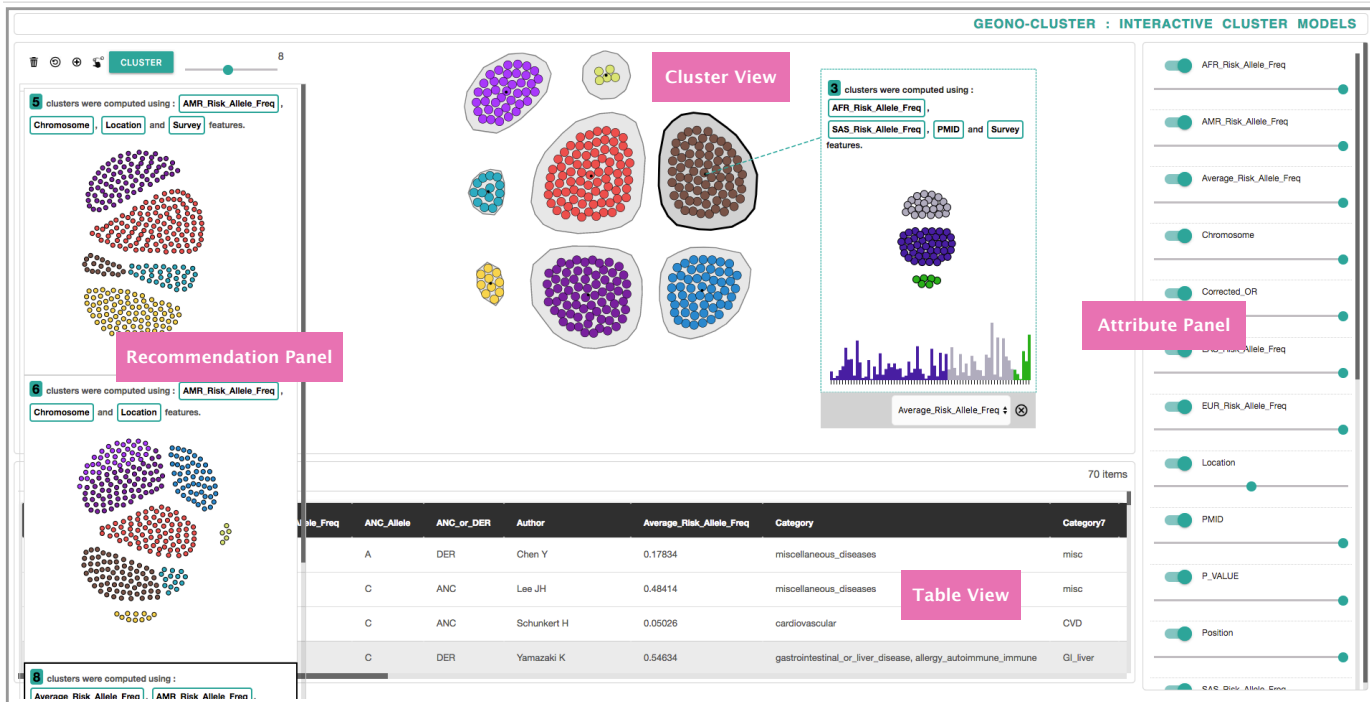 GEONO-CLUSTER : INTERACTIVE CLUSTER MODELS
CLUSTER
8
5 clusters were computed using : AMR_Risk_Allele_Freq ,
Chromosome , Location and Survey features.
Recommendation Panel
6 clusters were computed using : AMR_Risk_Allele_Freq ,
Chromosome and Location features.
8 clusters were computed using :
Average_Risk_Allele_Freq , AMR_Risk_Allele_Freq ,
Cluster View
3 clusters were computed using :
AFR_Risk_Allele_Freq ,
SAS_Risk_Allele_Freq , PMID and Survey
features.
Average_Risk_Allele_Freq
70 items
ANC_Allele ANC_or_DER Author Average_Risk_Allele_Freq Category Category7
A DER Chen Y 0.17834 miscellaneous_diseases misc
C ANC Lee JH 0.48414 miscellaneous_diseases misc
C ANC Schunkert H 0.05026 cardiovascular CVD
C DER Yamazaki K 0.54634 gastrointestinal_or_liver_disease, allergy_autoimmune_immune GI_liver
Table View
AFR_Risk_Allele_Freq
AMR_Risk_Allele_Freq
Average_Risk_Allele_Freq
Chromosome
Corrected_OR
Attribute Panel
EUR_Risk_Allele_Freq
Location
PMID
P_VALUE
Position
SAS_Risk_Allele_Freq